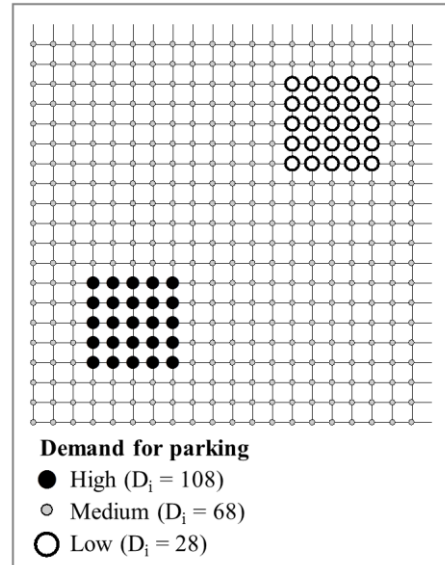 Demand for parking
High (Dᵢ = 108)
Medium (Dᵢ = 68)
Low (Dᵢ = 28)